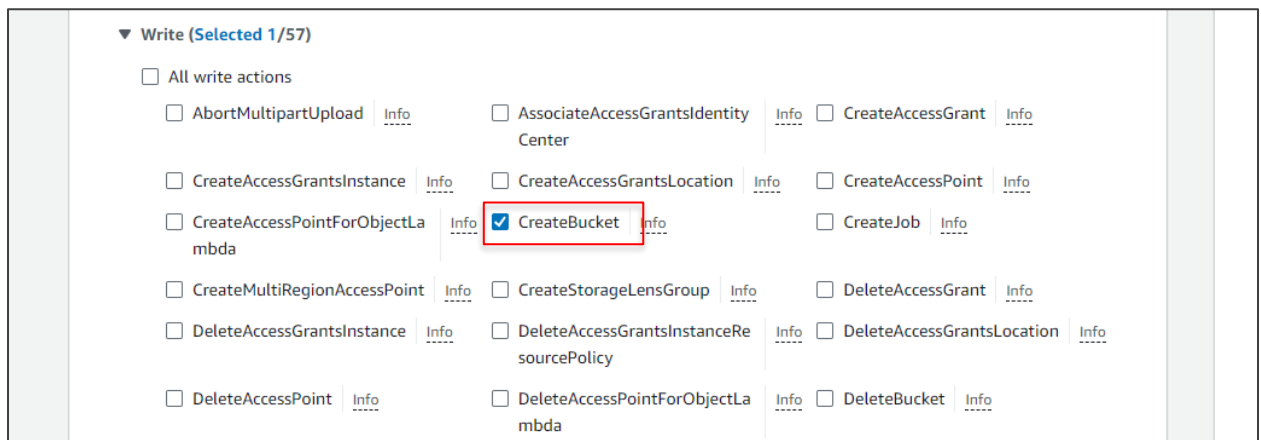 ▼ Write (Selected 1/57)
All write actions
AbortMultipartUpload Info AssociateAccessGrantsIdentity Info CreateAccessGrant Info
Center
CreateAccessGrantsInstance Info CreateAccessGrantsLocation Info CreateAccessPoint Info
CreateAccessPointForObjectLa Info CreateBucket Info CreateJob Info
mbda
CreateMultiRegionAccessPoint Info CreateStorageLensGroup Info DeleteAccessGrant Info
DeleteAccessGrantsInstance Info DeleteAccessGrantsInstanceRe Info DeleteAccessGrantsLocation Info
sourcePolicy
DeleteAccessPoint Info DeleteAccessPointForObjectLa Info DeleteBucket Info
mbda